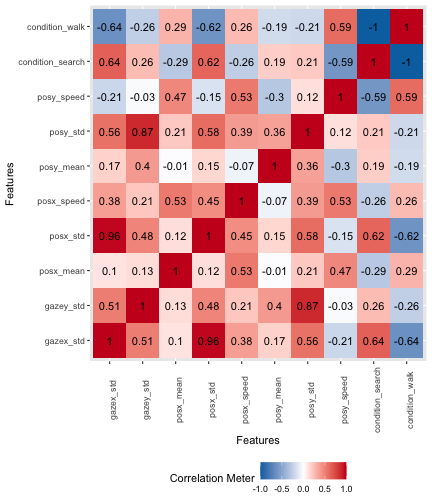 condition_walk -0.64 -0.26 0.29 -0.62 0.26 -0.19 -0.21 0.59 -1 1
condition_search 0.64 0.26 -0.29 0.62 -0.26 0.19 0.21 -0.59 1 -1
posy_speed -0.21 -0.03 0.47 -0.15 0.53 -0.3 0.12 1 -0.59 0.59
posy_std 0.56 0.87 0.21 0.58 0.39 0.36 1 0.12 0.21 -0.21
posy_mean 0.17 0.4 -0.01 0.15 -0.07 1 0.36 -0.3 0.19 -0.19
posx_speed 0.38 0.21 0.53 0.45 1 -0.07 0.39 0.53 -0.26 0.26
posx_std 0.96 0.48 0.12 1 0.45 0.15 0.58 -0.15 0.62 -0.62
posx_mean 0.1 0.13 1 0.12 0.53 -0.01 0.21 0.47 -0.29 0.29
gazey_std 0.51 1 0.13 0.48 0.21 0.4 0.87 -0.03 0.26 -0.26
gazex_std 1 0.51 0.1 0.96 0.38 0.17 0.56 -0.21 0.64 -0.64
Features
gazex_std gazey_std posx_mean posx_std posx_speed posy_mean posy_std posy_speed condition_search condition_walk
Features
Correlation Meter
-1.0 -0.5 0.0 0.5 1.0